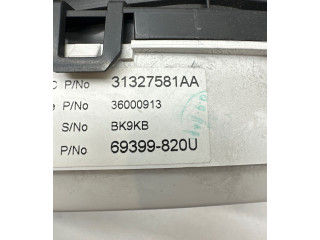 C P/No 31327581AA
e P/No 36000913
S/No BK9KB
P/No 69399-820U